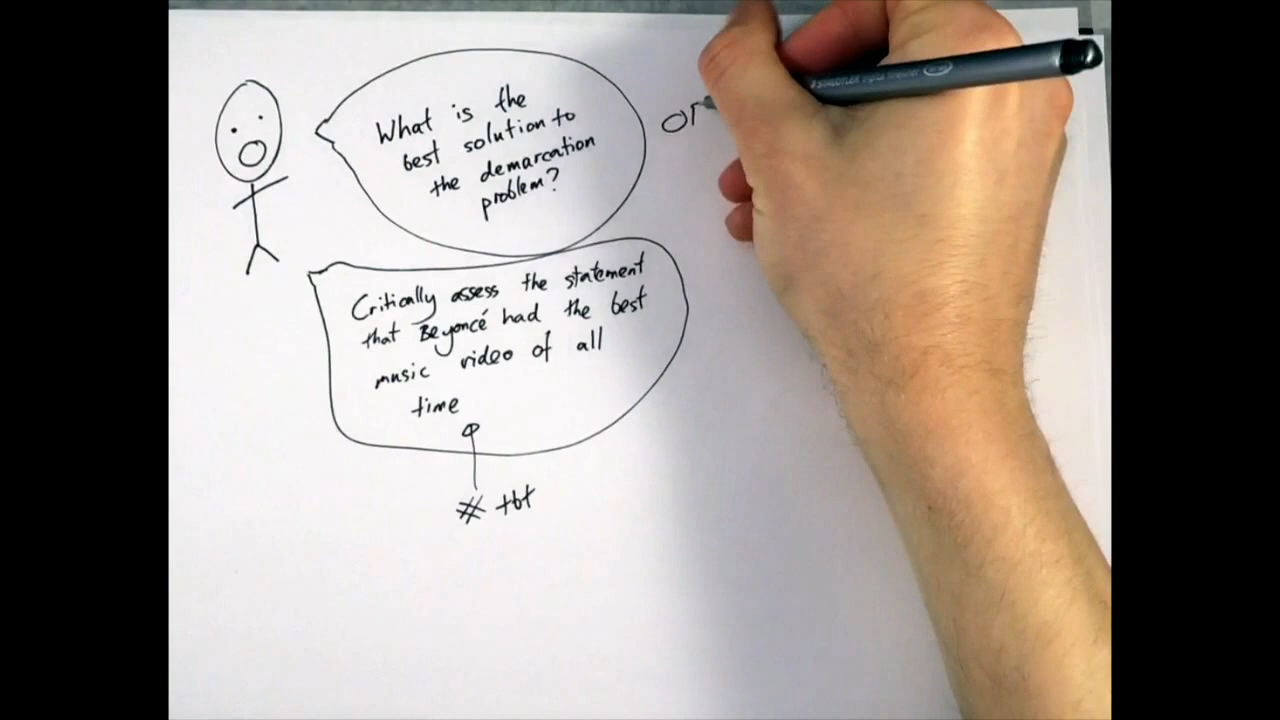 What is the
best solution to
the demarcation
problem?
or
Critically assess the statement
that Beyoncé had the best
music video of all
time
# tbt
STAEDTLER